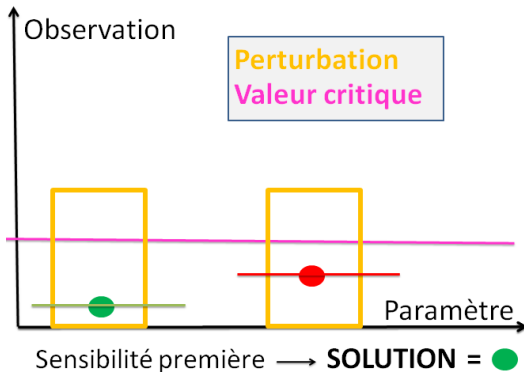 Observation
Perturbation
Valeur critique
Paramètre
Sensibilité première → SOLUTION =